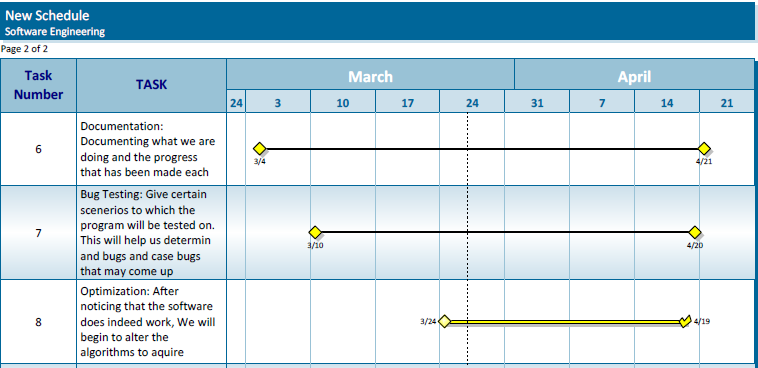 New Schedule
Software Engineering
Page 2 of 2
Task
Number
TASK
March
April
24 3 10 17 24 31 7 14 21
6
Documentation:
Documenting what we are
doing and the progress
that has been made each
3/4
4/21
7
Bug Testing: Give certain
scenerios to which the
program will be tested on.
This will help us determin
and bugs and case bugs
that may come up
3/10
4/20
8
Optimization: After
noticing that the software
does indeed work, We will
begin to alter the
algorithms to aquire
3/24
4/19